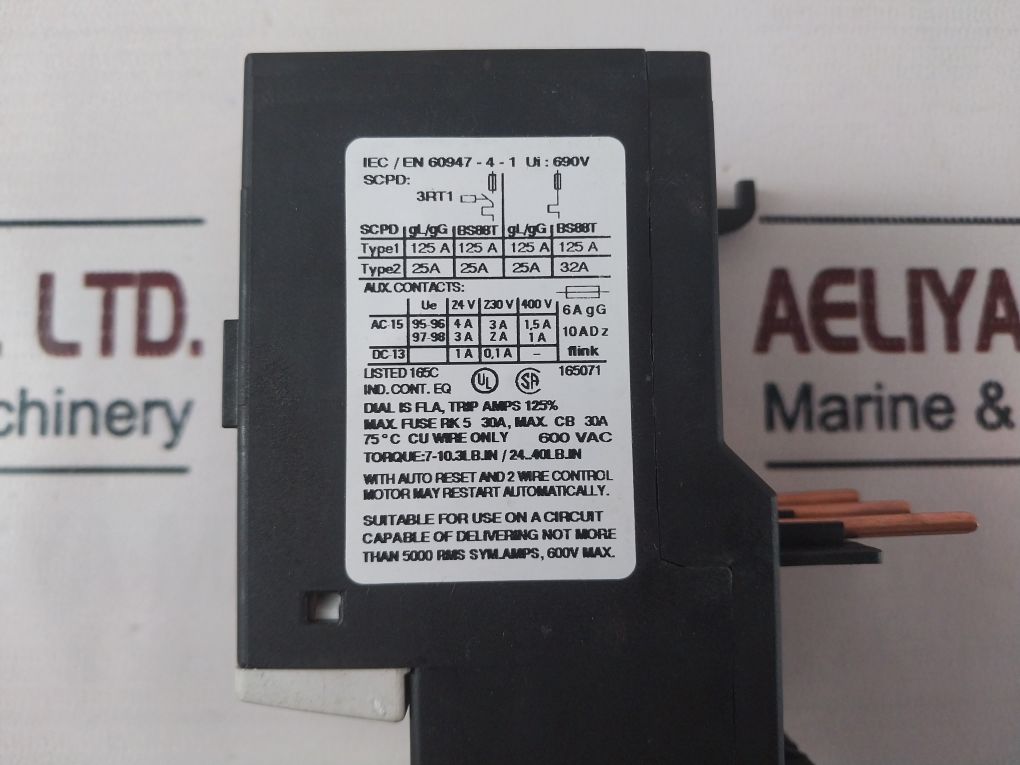 IEC / EN 60947 - 4 - 1 Ui : 690V
SCPD:
3RT1
SCPD gL/gG BS88T gL/gG BS88T
Type1 125 A 125 A 125 A 125 A
Type2 25A 25A 25A 32A
AUX. CONTACTS:
Ue 24 V 230 V 400 V
6 A gG
AC-15 95-96 4 A 3 A 1,5 A
97-98 3 A 2 A 1 A
10 A D z
DC-13 1 A 0,1 A –
flink
LISTED 165C UL SA 165071
IND. CONT. EQ
DIAL IS FLA, TRIP AMPS 125%
MAX. FUSE RK 5 30A, MAX. CB 30A
75°C CU WIRE ONLY 600 VAC
TORQUE:7-10.3LB.IN / 24..40LB.IN
WITH AUTO RESET AND 2 WIRE CONTROL
MOTOR MAY RESTART AUTOMATICALLY.
SUITABLE FOR USE ON A CIRCUIT
CAPABLE OF DELIVERING NOT MORE
THAN 5000 RMS SYM.AMPS, 600V MAX.
. LTD.
chinery
AELIYA
Marine &